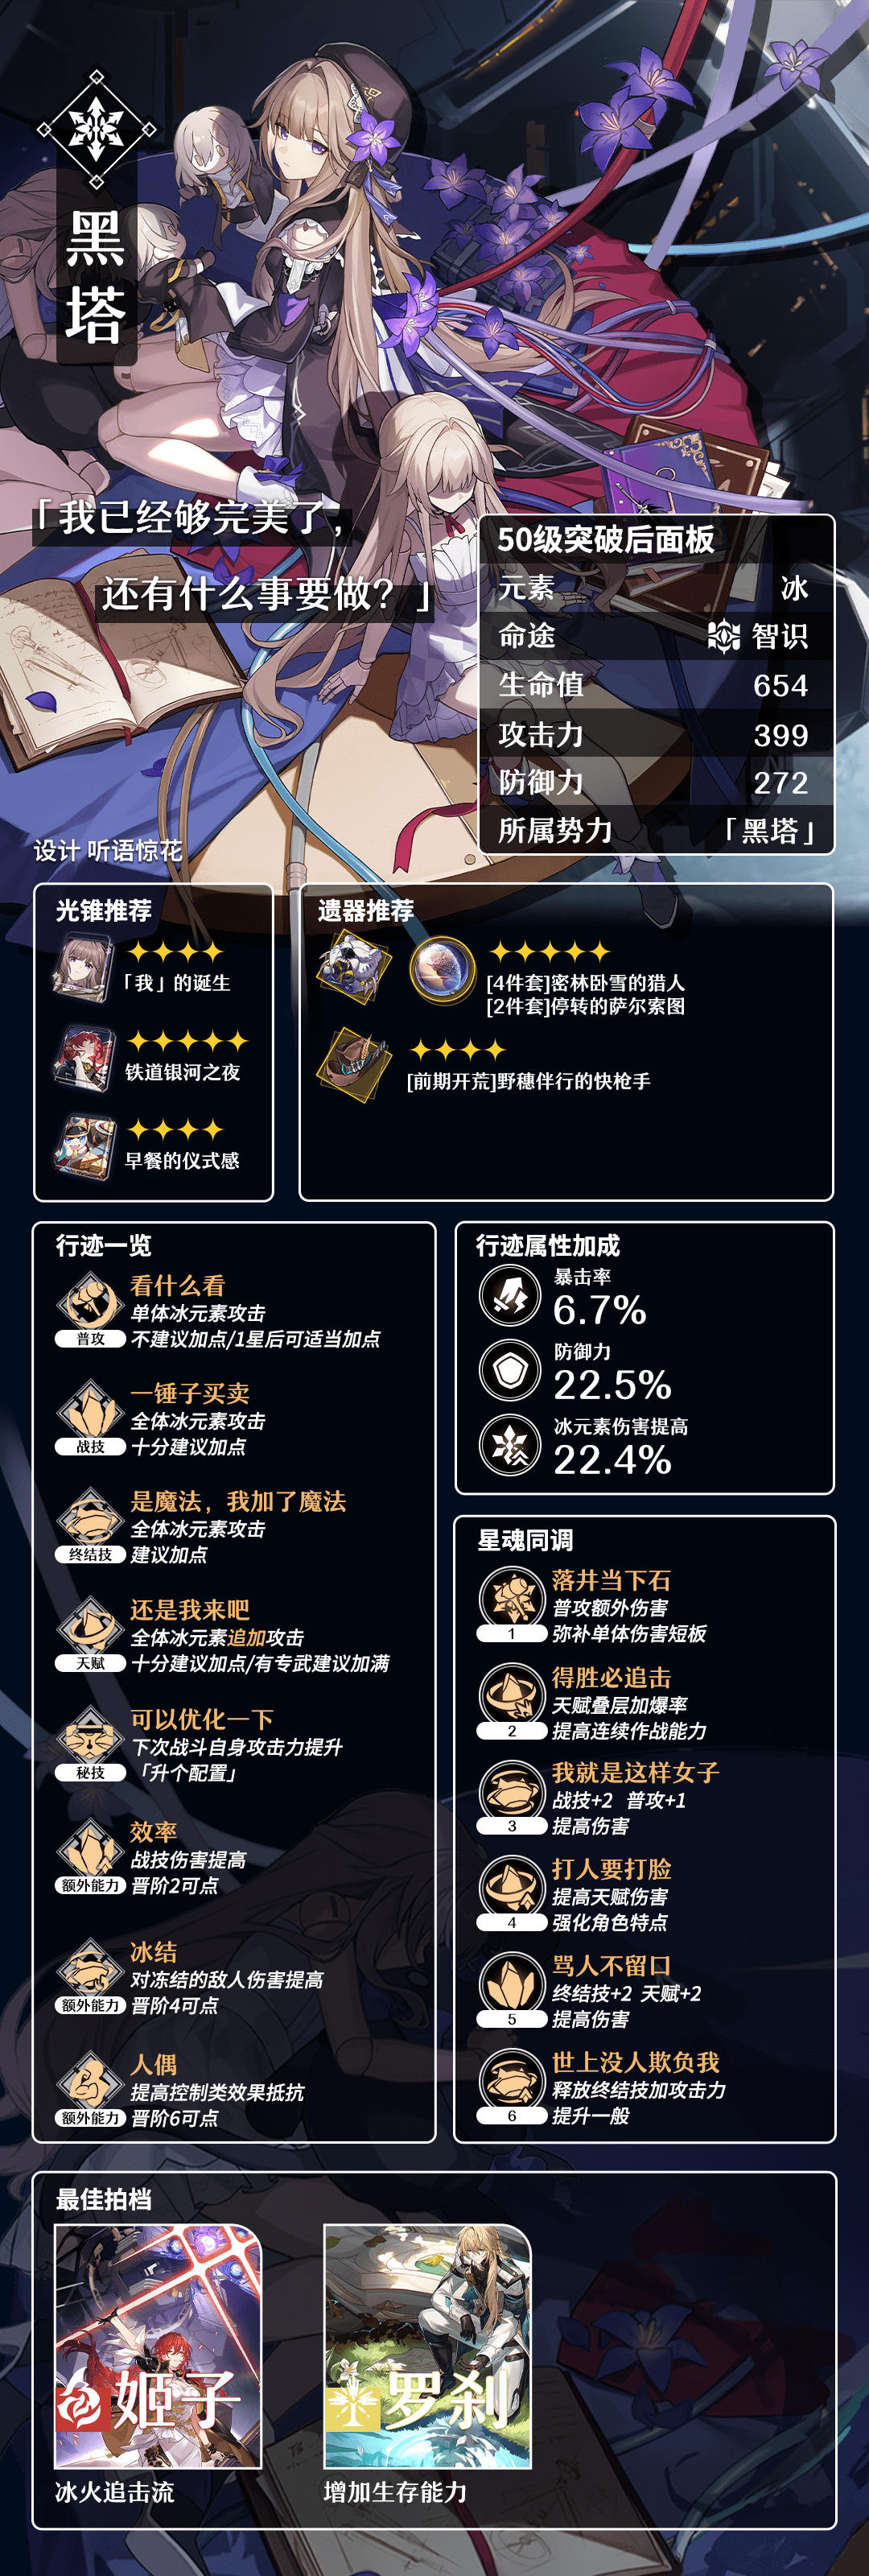 黑塔
「我已经够完美了，
还有什么事要做？」
50级突破后面板
元素 冰
命途 智识
生命值 654
攻击力 399
防御力 272
所属势力 「黑塔」
设计 听语惊花
光锥推荐
「我」的诞生
铁道银河之夜
早餐的仪式感
遗器推荐
[4件套]密林卧雪的猎人
[2件套]停转的萨尔索图
[前期开荒]野穗伴行的快枪手
行迹一览
看什么看
单体冰元素攻击
普攻 不建议加点/1星后可适当加点
一锤子买卖
全体冰元素攻击
战技 十分建议加点
是魔法，我加了魔法
全体冰元素攻击
终结技 建议加点
还是我来吧
全体冰元素追加攻击
天赋 十分建议加点/有专武建议加满
可以优化一下
下次战斗自身攻击力提升
秘技 「升个配置」
效率
战技伤害提高
额外能力 晋阶2可点
冰结
对冻结的敌人伤害提高
额外能力 晋阶4可点
人偶
提高控制类效果抵抗
额外能力 晋阶6可点
行迹属性加成
暴击率
6.7%
防御力
22.5%
冰元素伤害提高
22.4%
星魂同调
落井当下石
普攻额外伤害
1 弥补单体伤害短板
得胜必追击
天赋叠层加爆率
2 提高连续作战能力
我就是这样女子
战技+2 普攻+1
3 提高伤害
打人要打脸
提高天赋伤害
4 强化角色特点
骂人不留口
终结技+2 天赋+2
5 提高伤害
世上没人欺负我
释放终结技加攻击力
6 提升一般
最佳拍档
姬子
冰火追击流
罗刹
增加生存能力